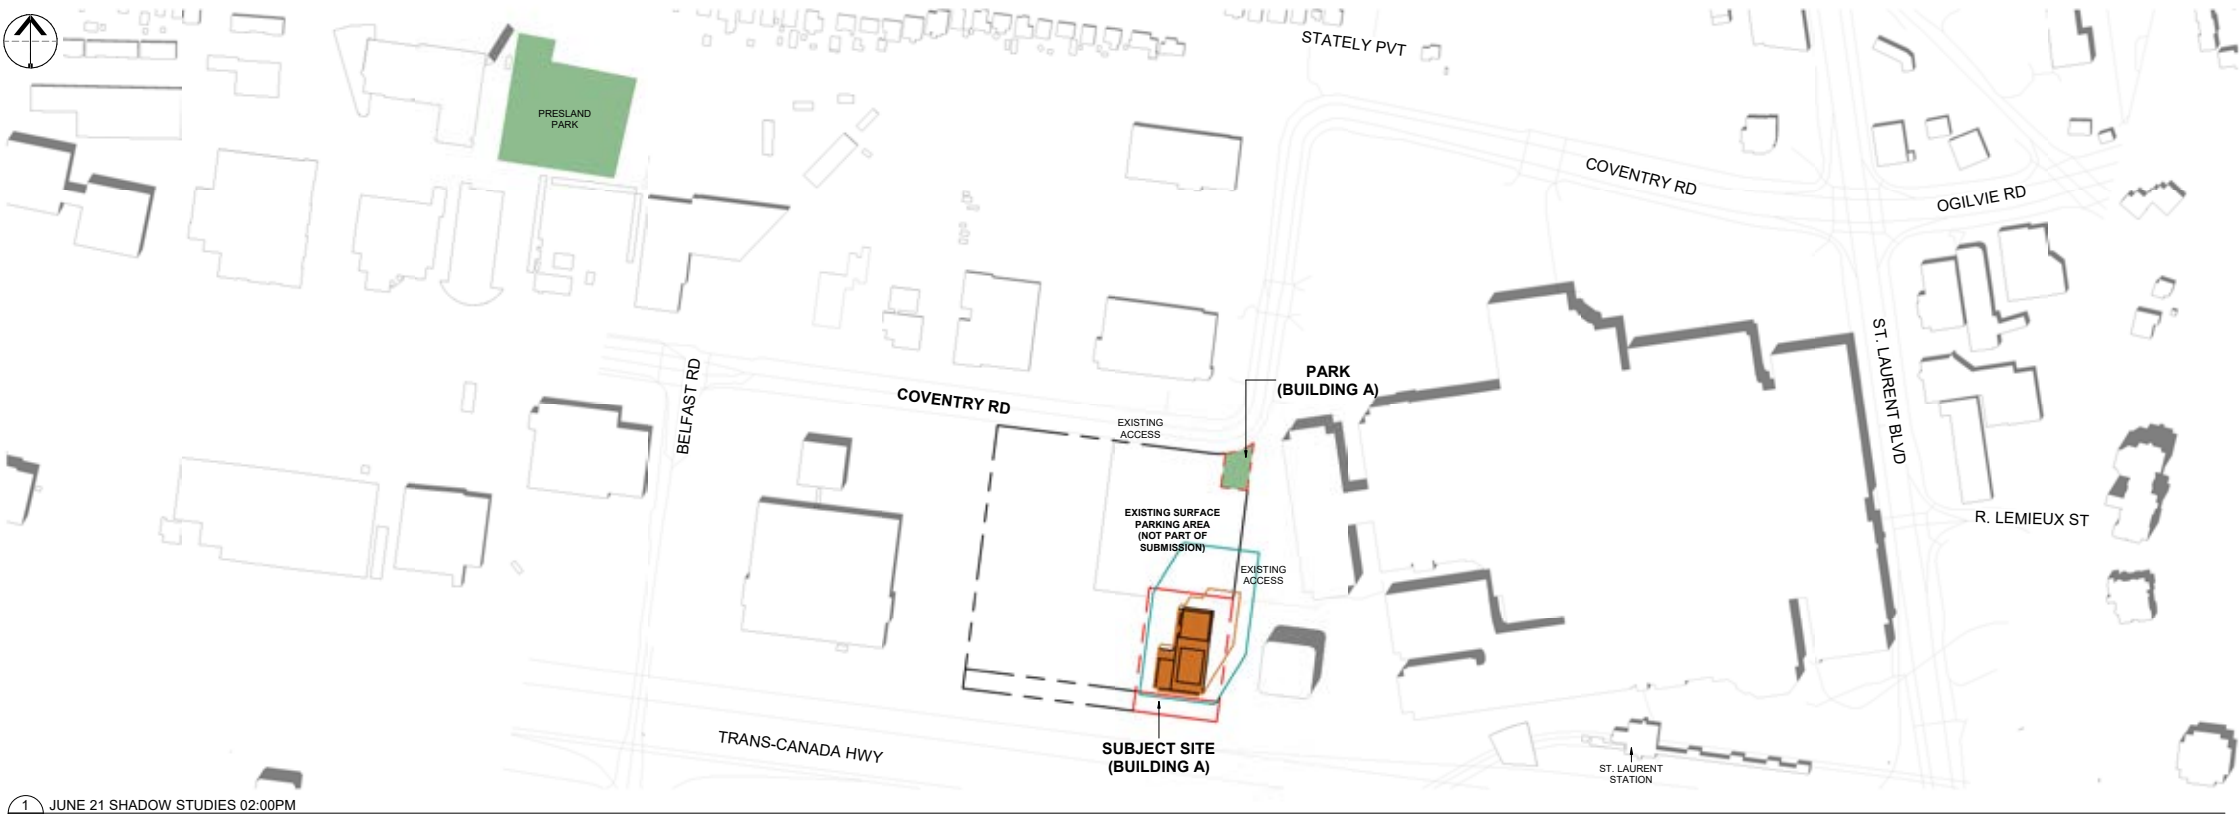 STATELY PVT
PRESLAND
PARK
COVENTRY RD
OGILVIE RD
ST. LAURENT BLVD
BELFAST RD
PARK
(BUILDING A)
COVENTRY RD
EXISTING
ACCESS
EXISTING SURFACE
PARKING AREA
(NOT PART OF
SUBMISSION)
R. LEMIEUX ST
EXISTING
ACCESS
TRANS-CANADA HWY
SUBJECT SITE
(BUILDING A)
ST. LAURENT
STATION
1 JUNE 21 SHADOW STUDIES 02:00PM